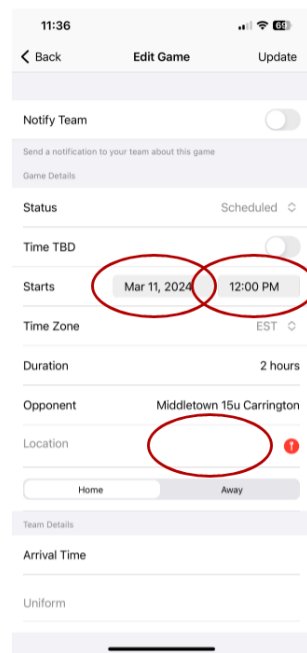 11:36 69
Back Edit Game Update
Notify Team
Send a notification to your team about this game
Game Details
Status Scheduled
Time TBD
Starts Mar 11, 2024 12:00 PM
Time Zone EST
Duration 2 hours
Opponent Middletown 15u Carrington
Location
Home Away
Team Details
Arrival Time
Uniform